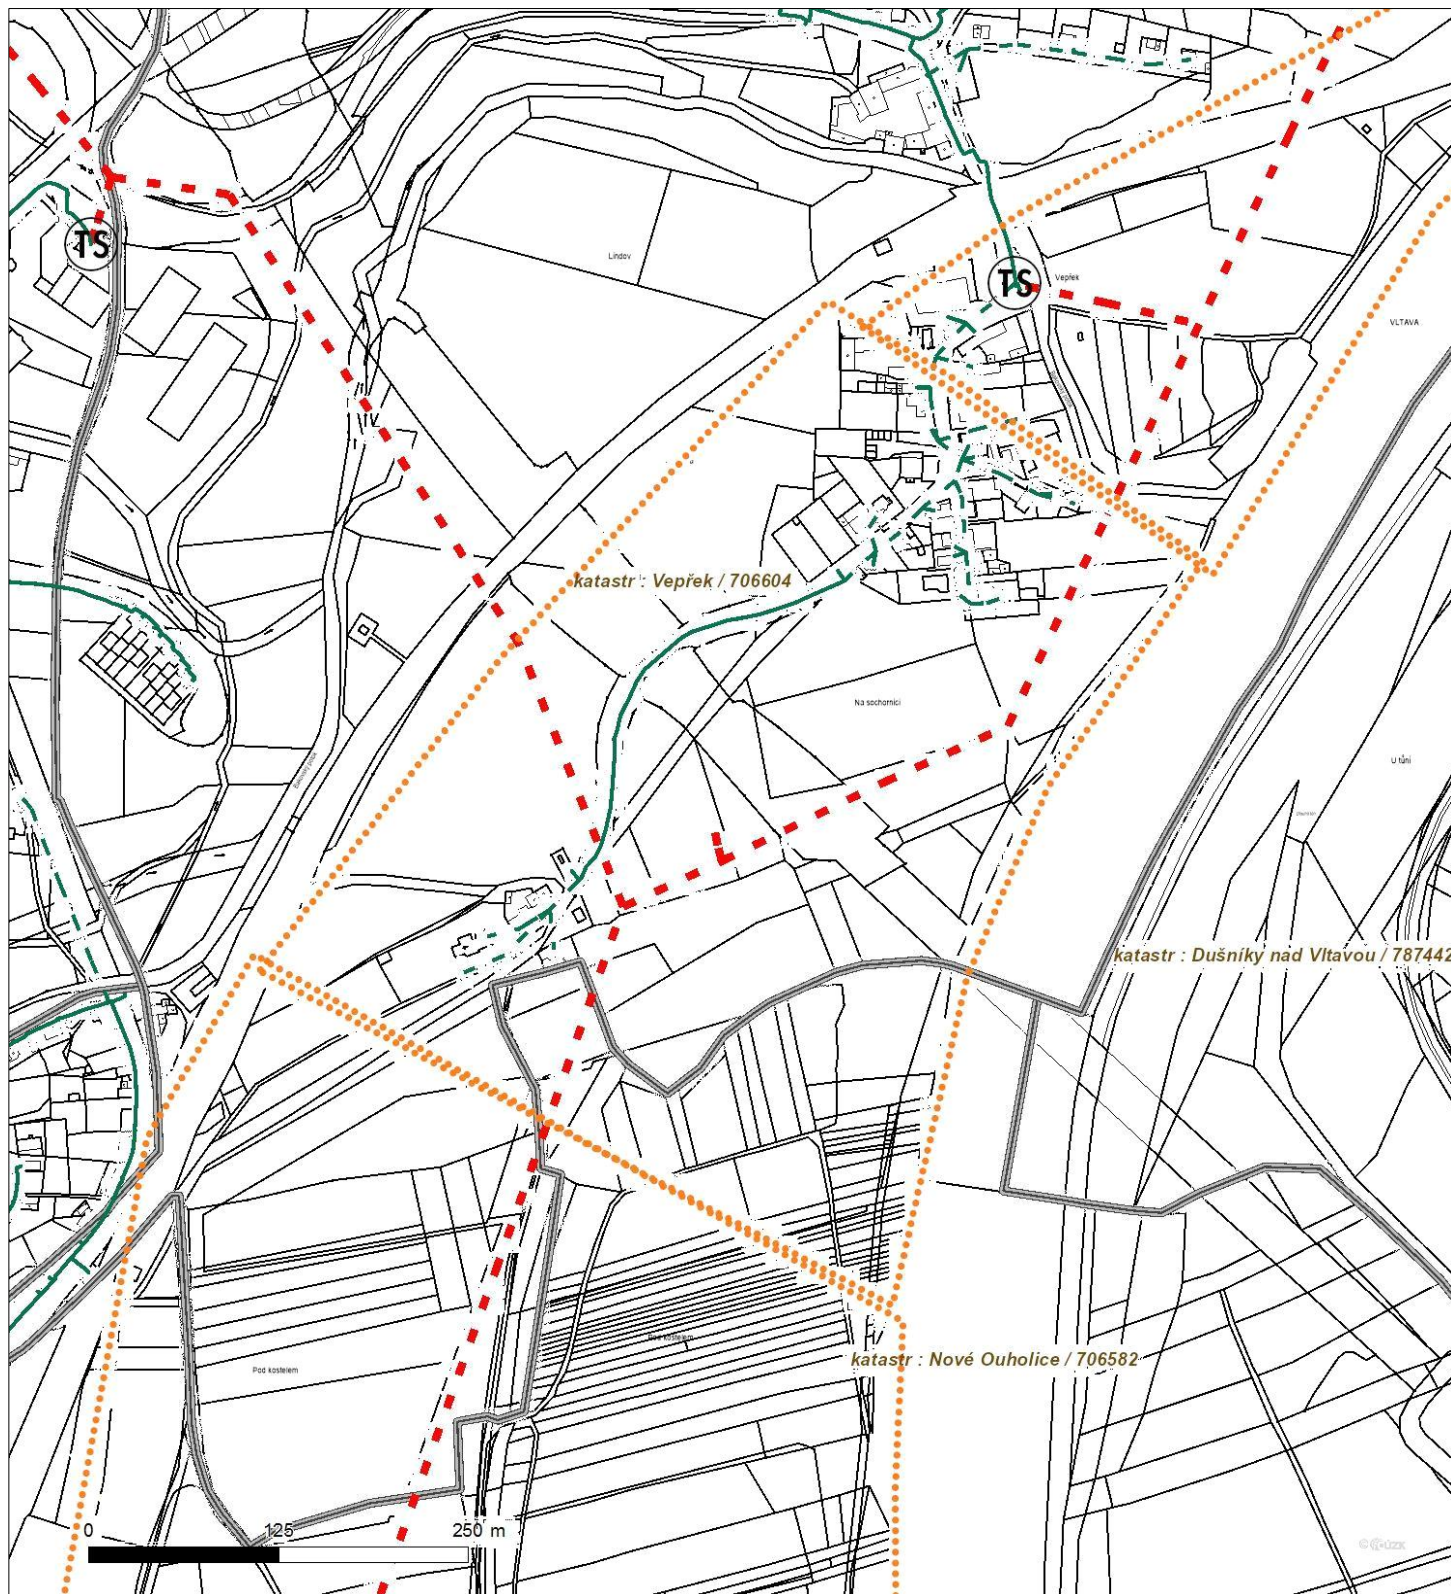 TS
Lindov
TS
Vepřek
VLTAVA
katastr : Vepřek / 706604
Na sochornici
U tůní
katastr : Dušníky nad Vltavou / 787442
Pod kostelem
katastr : Nové Ouholice / 706582
Pod kostelem
0 125 250 m
© ČÚZK